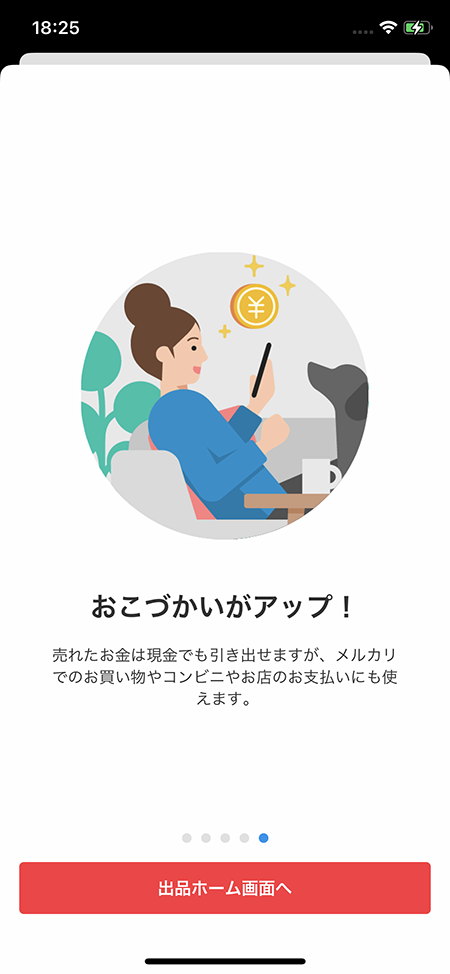 18:25
¥
おこづかいがアップ！
売れたお金は現金でも引き出せますが、メルカリ
でのお買い物やコンビニやお店のお支払いにも使
えます。
出品ホーム画面へ